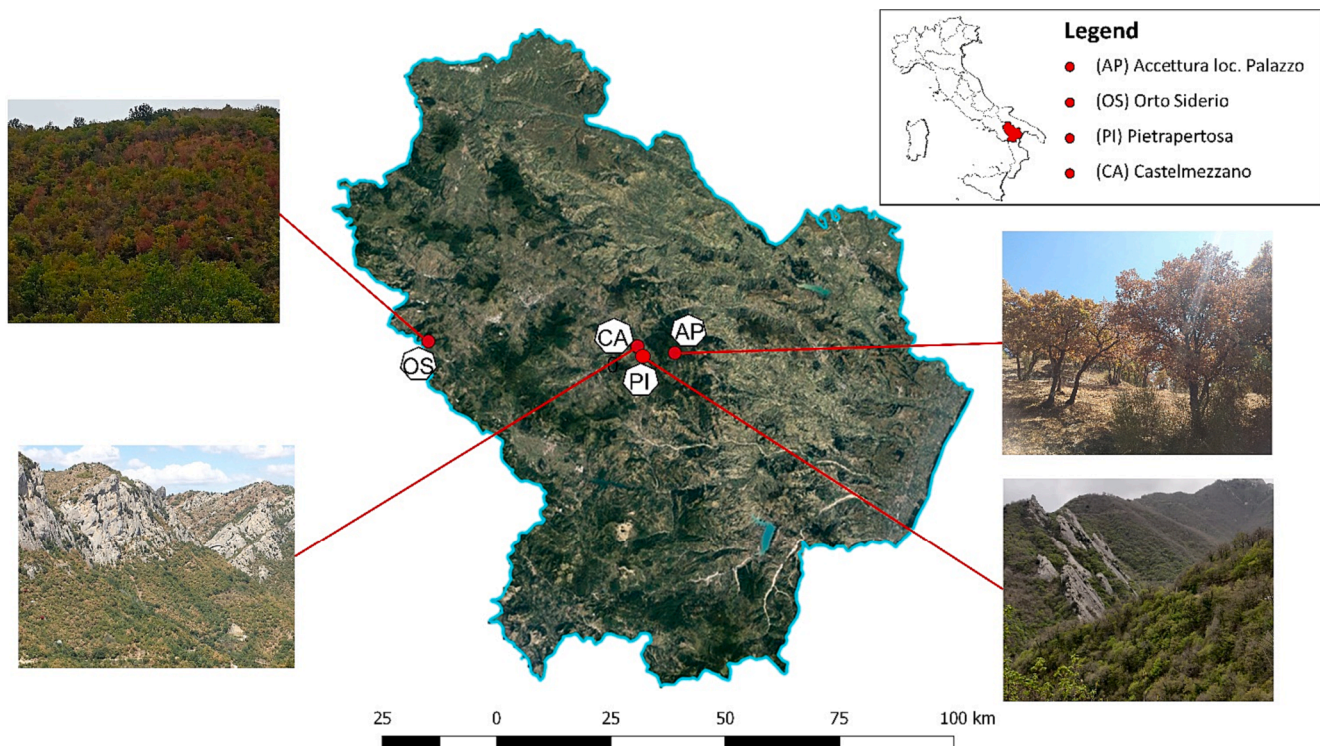 Legend
(AP) Accettura loc. Palazzo
(OS) Orto Siderio
(PI) Pietrapertosa
(CA) Castelmezzano
CA
AP
OS
PI
25 0 25 50 75 100 km